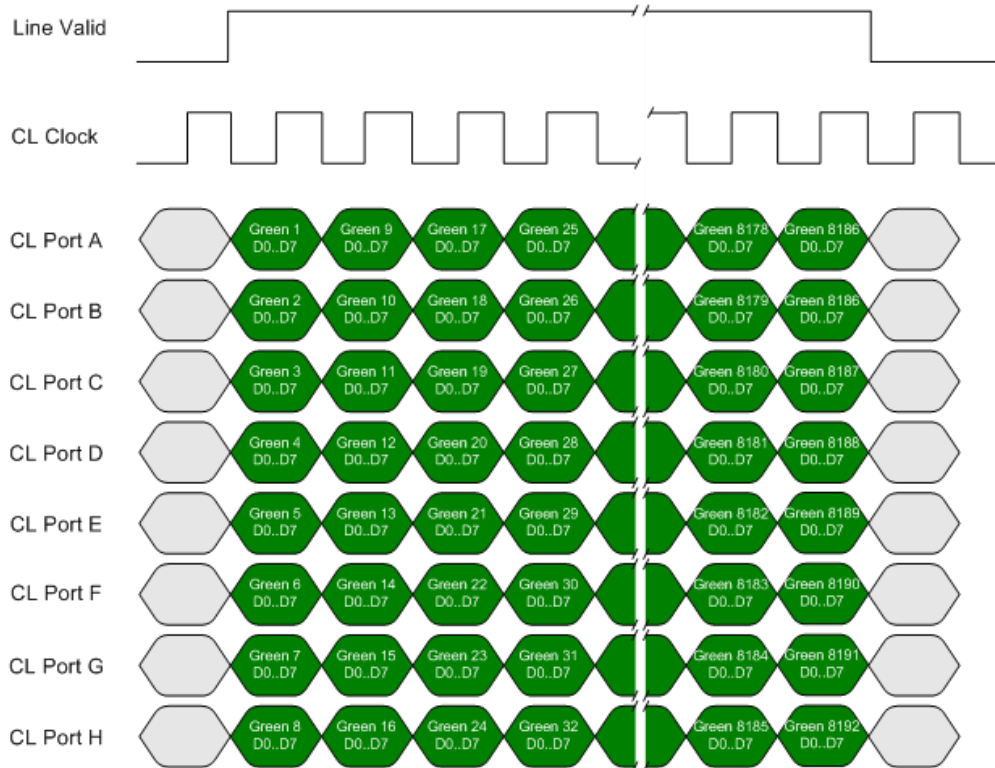 Line Valid
CL Clock
CL Port A
Green 1
D0..D7
Green 9
D0..D7
Green 17
D0..D7
Green 25
D0..D7
Green 8178
D0..D7
Green 8186
D0..D7
CL Port B
Green 2
D0..D7
Green 10
D0..D7
Green 18
D0..D7
Green 26
D0..D7
Green 8179
D0..D7
Green 8186
D0..D7
CL Port C
Green 3
D0..D7
Green 11
D0..D7
Green 19
D0..D7
Green 27
D0..D7
Green 8180
D0..D7
Green 8187
D0..D7
CL Port D
Green 4
D0..D7
Green 12
D0..D7
Green 20
D0..D7
Green 28
D0..D7
Green 8181
D0..D7
Green 8188
D0..D7
CL Port E
Green 5
D0..D7
Green 13
D0..D7
Green 21
D0..D7
Green 29
D0..D7
Green 8182
D0..D7
Green 8189
D0..D7
CL Port F
Green 6
D0..D7
Green 14
D0..D7
Green 22
D0..D7
Green 30
D0..D7
Green 8183
D0..D7
Green 8190
D0..D7
CL Port G
Green 7
D0..D7
Green 15
D0..D7
Green 23
D0..D7
Green 31
D0..D7
Green 8184
D0..D7
Green 8191
D0..D7
CL Port H
Green 8
D0..D7
Green 16
D0..D7
Green 24
D0..D7
Green 32
D0..D7
Green 8185
D0..D7
Green 8192
D0..D7